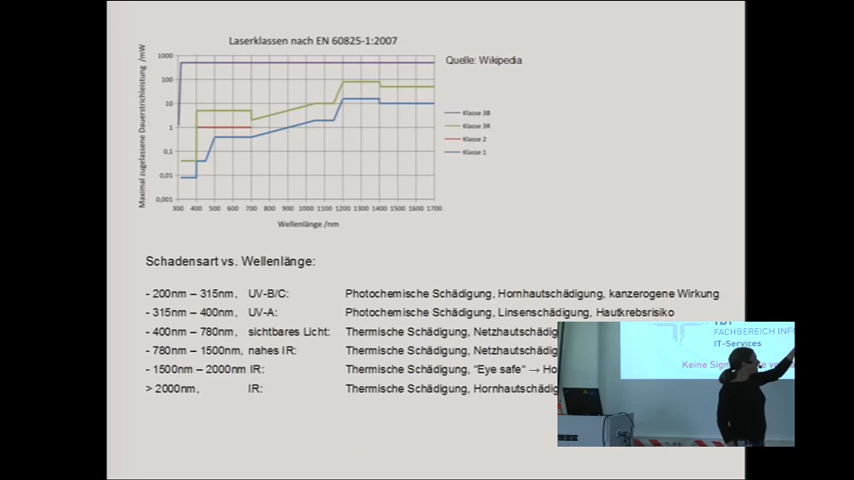 Laserklassen nach EN 60825-1:2007
Quelle: Wikipedia
Maximal zugelassene Dauerstrichleistung /mW
1000
100
10
1
0,1
0,01
0,001
300 400 500 600 700 800 900 1000 1100 1200 1300 1400 1500 1600 1700
Wellenlänge /nm
Klasse 3B
Klasse 3R
Klasse 2
Klasse 1
Schadensart vs. Wellenlänge:
- 200nm – 315nm, UV-B/C: Photochemische Schädigung, Hornhautschädigung, kanzerogene Wirkung
- 315nm – 400nm, UV-A: Photochemische Schädigung, Linsenschädigung, Hautkrebsrisiko
- 400nm – 780nm, sichtbares Licht: Thermische Schädigung, Netzhautschädig
- 780nm – 1500nm, nahes IR: Thermische Schädigung, Netzhautschädig
- 1500nm – 2000nm IR: Thermische Schädigung, "Eye safe" → Ho
> 2000nm, IR: Thermische Schädigung, Hornhautschädig
FACHBEREICH INFO
IT-Services
Keine Sign